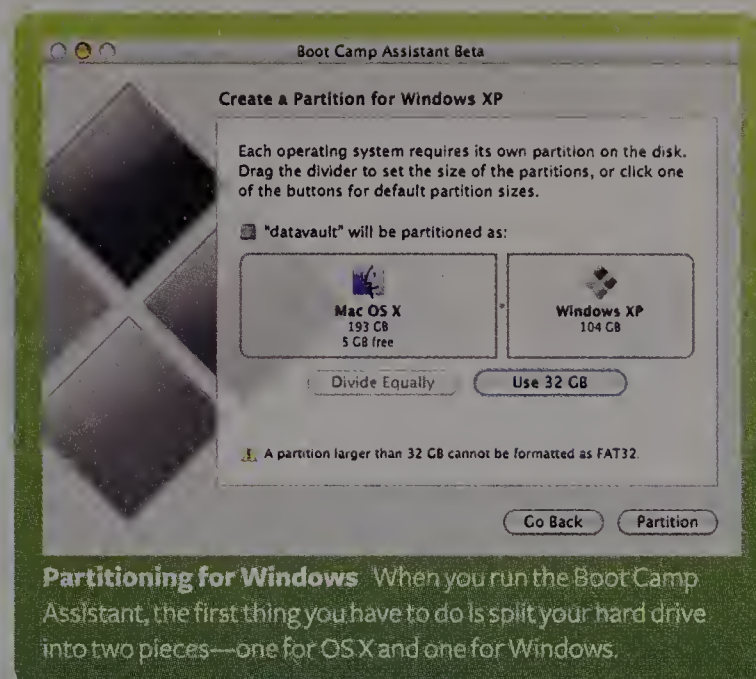 Boot Camp Assistant Beta
Create a Partition for Windows XP
Each operating system requires its own partition on the disk.
Drag the divider to set the size of the partitions, or click one
of the buttons for default partition sizes.
"datavault" will be partitioned as:
Mac OS X
193 GB
5 GB free
Windows XP
104 GB
Divide Equally
Use 32 GB
A partition larger than 32 GB cannot be formatted as FAT32.
Go Back
Partition
Partitioning for Windows When you run the Boot Camp
Assistant, the first thing you have to do is split your hard drive
into two pieces—one for OS X and one for Windows.